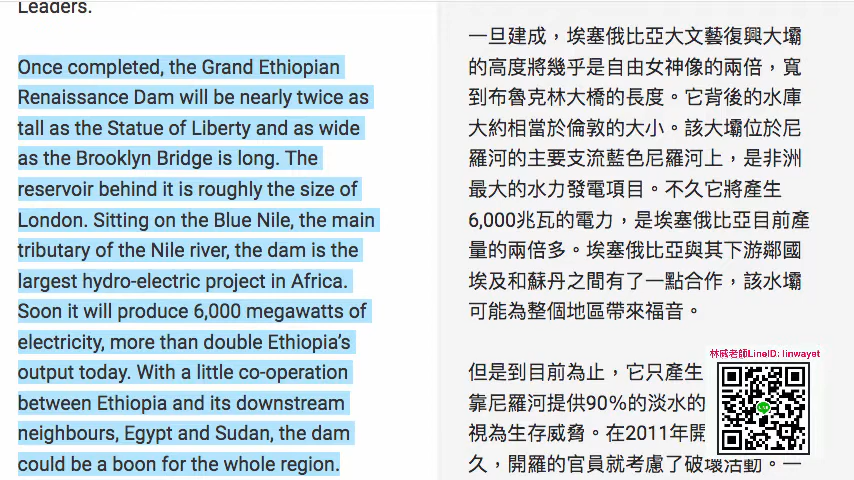 Leaders.
Once completed, the Grand Ethiopian
Renaissance Dam will be nearly twice as
tall as the Statue of Liberty and as wide
as the Brooklyn Bridge is long. The
reservoir behind it is roughly the size of
London. Sitting on the Blue Nile, the main
tributary of the Nile river, the dam is the
largest hydro-electric project in Africa.
Soon it will produce 6,000 megawatts of
electricity, more than double Ethiopia's
output today. With a little co-operation
between Ethiopia and its downstream
neighbours, Egypt and Sudan, the dam
could be a boon for the whole region.
一旦建成，埃塞俄比亞大文藝復興大壩
的高度將幾乎是自由女神像的兩倍，寬
到布魯克林大橋的長度。它背後的水庫
大約相當於倫敦的大小。該大壩位於尼
羅河的主要支流藍色尼羅河上，是非洲
最大的水力發電項目。不久它將產生
6,000兆瓦的電力，是埃塞俄比亞目前產
量的兩倍多。埃塞俄比亞與其下游鄰國
埃及和蘇丹之間有了一點合作，該水壩
可能為整個地區帶來福音。
但是到目前為止，它只產生
靠尼羅河提供90%的淡水的
視為生存威脅。在2011年開
久，開羅的官員就考慮了破壞活動。一
林威老師LineID: linwayet